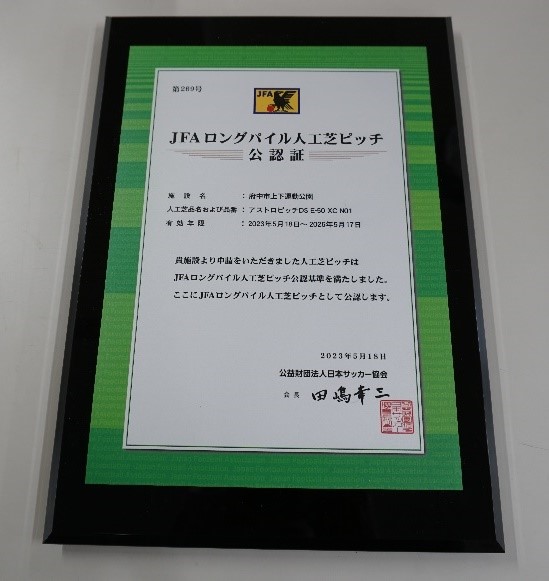 第269号
JFA
JFAロングパイル人工芝ピッチ
公認証
施設名 : 府中市上下運動公園
人工芝品名および品番 : アストロピッチDS E-50 XC N01
有効年限 : 2023年5月18日～2026年5月17日
貴施設より申請をいただきました人工芝ピッチは
JFAロングパイル人工芝ピッチ公認基準を満たしました。
ここにJFAロングパイル人工芝ピッチとして公認します。
2023年5月18日
公益財団法人日本サッカー協会
会長 田嶋幸三